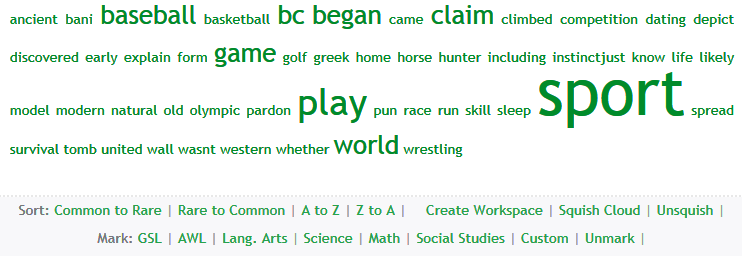 ancient bani baseball basketball bc began came claim climbed competition dating depict
discovered early explain form game golf greek home horse hunter including instinctjust know life likely
model modern natural old olympic pardon play pun race run skill sleep sport spread
survival tomb united wall wasnt western whether world wrestling
Sort: Common to Rare | Rare to Common | A to Z | Z to A | Create Workspace | Squish Cloud | Unsquish |
Mark: GSL | AWL | Lang. Arts | Science | Math | Social Studies | Custom | Unmark |